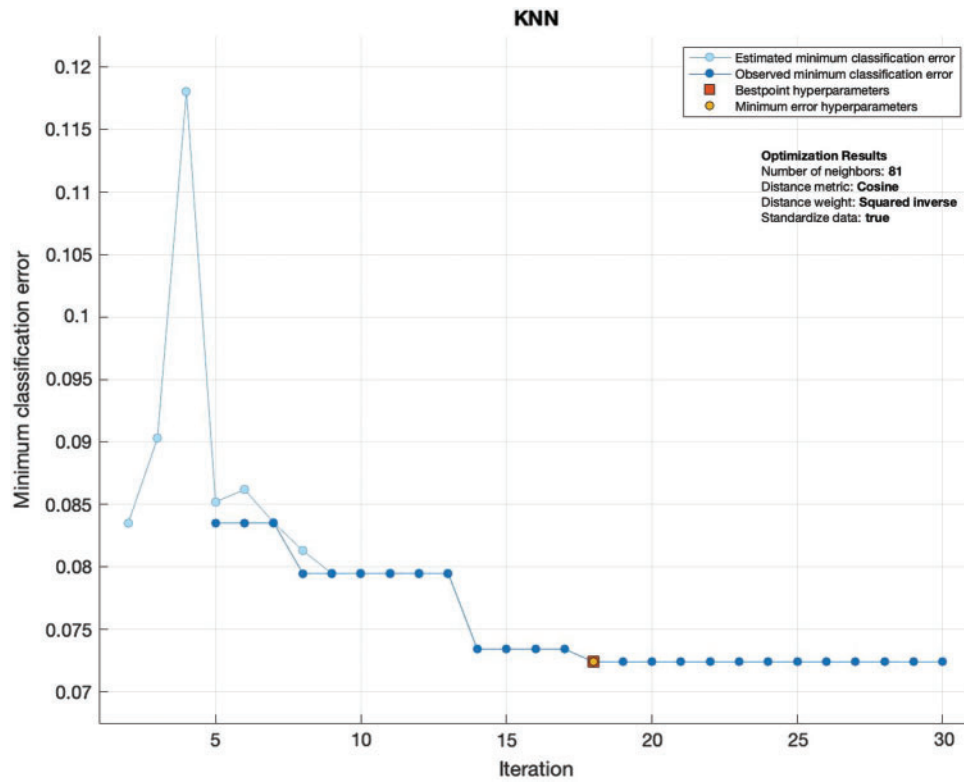 KNN
0.12
0.115
0.11
0.105
0.1
0.095
0.09
0.085
0.08
0.075
0.07
Minimum classification error
Estimated minimum classification error
Observed minimum classification error
Bestpoint hyperparameters
Minimum error hyperparameters
Optimization Results
Number of neighbors: 81
Distance metric: Cosine
Distance weight: Squared inverse
Standardize data: true
5 10 15 20 25 30
Iteration